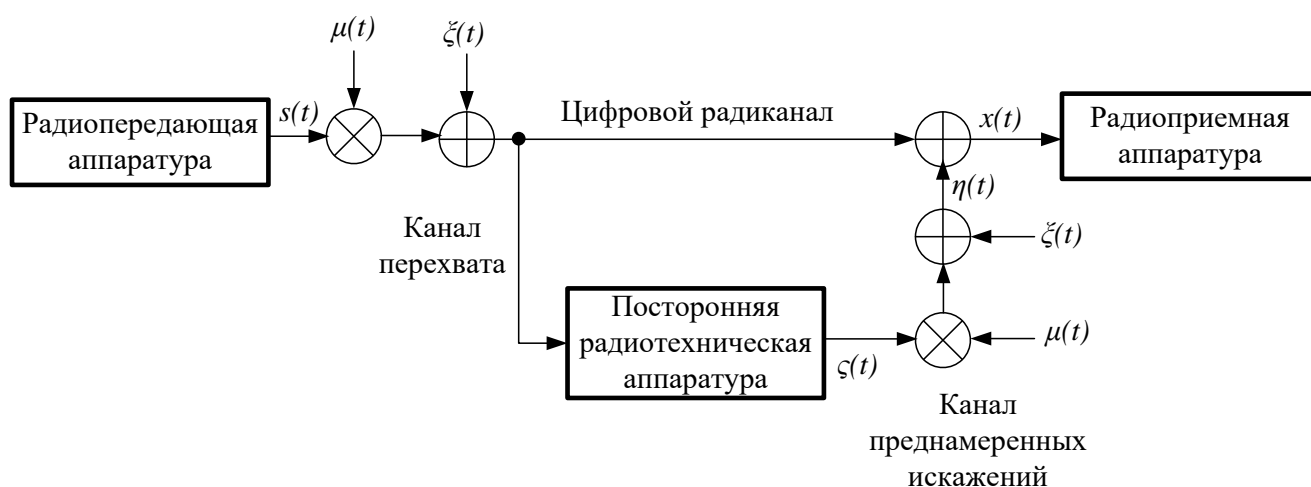 μ(t)
ξ(t)
s(t)
Радиопередающая
аппаратура
Цифровой радиканал
x(t)
Радиоприемная
аппаратура
η(t)
Канал
перехвата
ξ(t)
Посторонняя
радиотехническая
аппаратура
ς(t)
μ(t)
Канал
преднамеренных
искажений